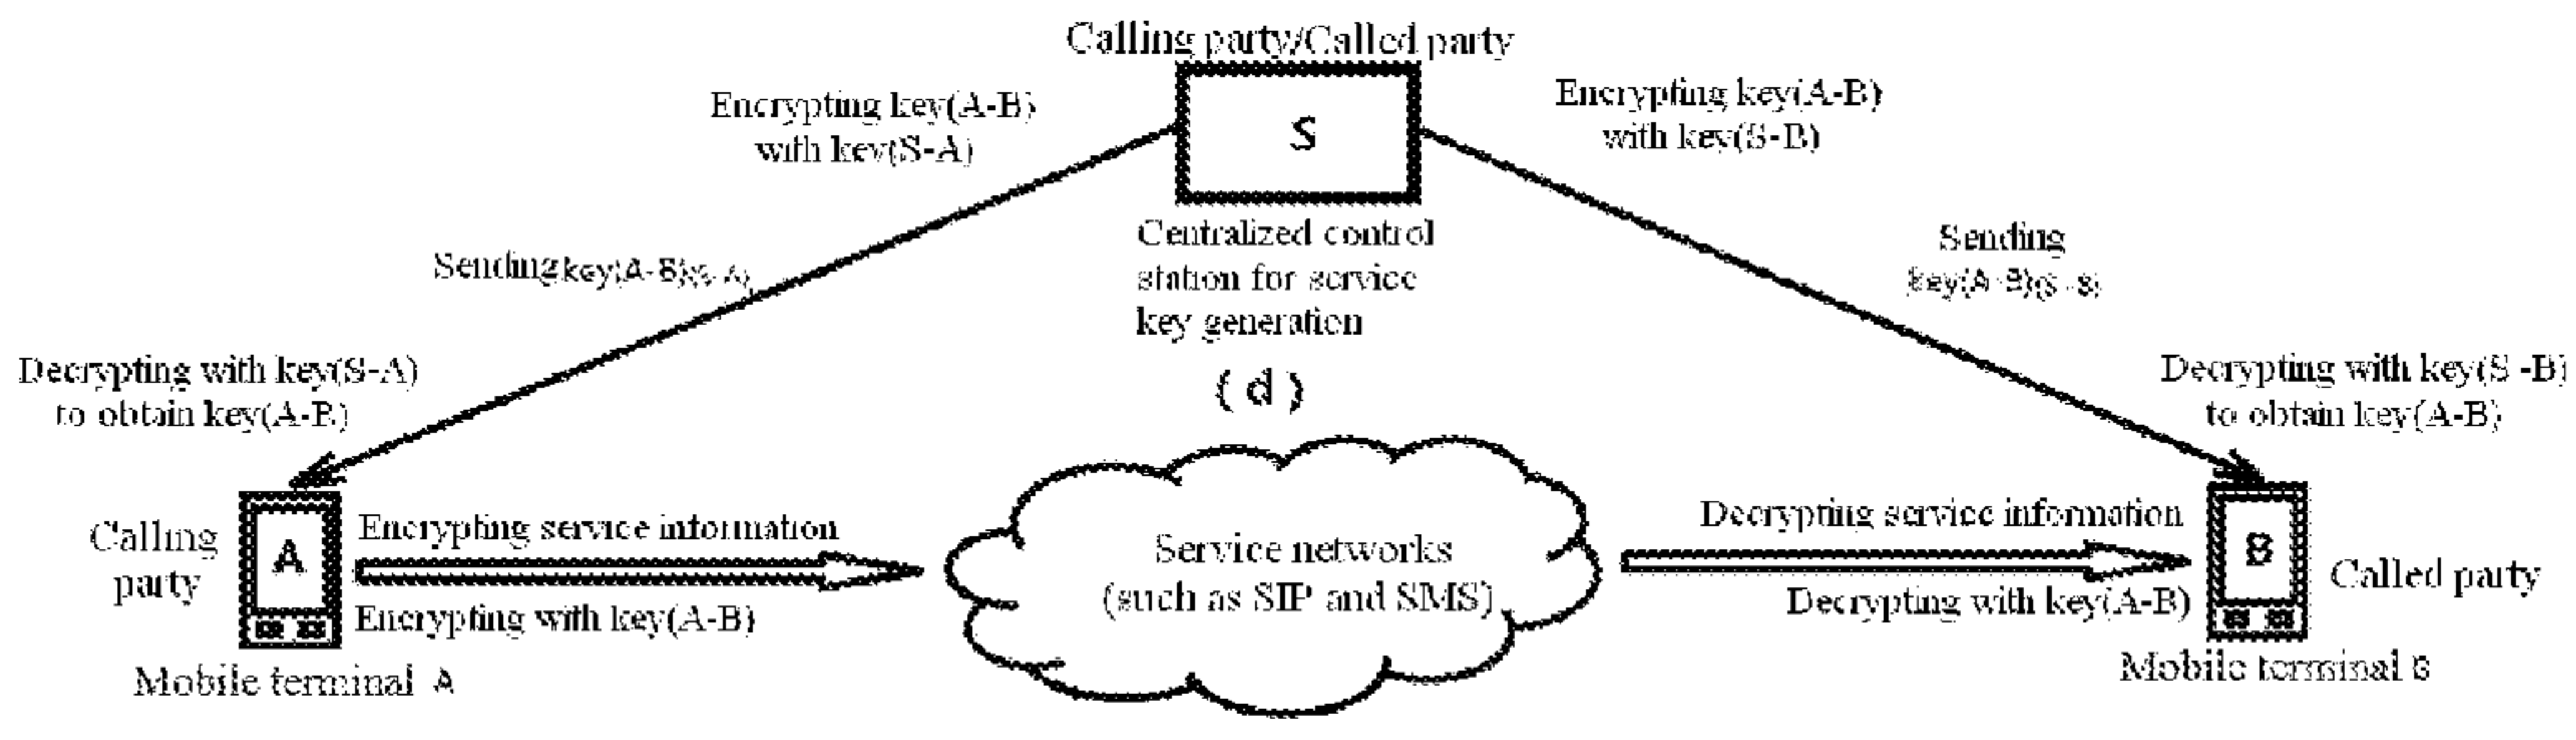 Calling party/Called party
Encrypting key(A-B)
with key(S-A)
S
Encrypting key(A-B)
with key(S-B)
Centralized control
station for service
key generation
Sending key(A-B)(S-A)
Sending
key(A-B)(S-B)
Decrypting with key(S-A)
to obtain key(A-B)
(d)
Decrypting with key(S-B)
to obtain key(A-B)
Calling
party
A
Encrypting service information
Encrypting with key(A-B)
Mobile terminal A
Service networks
(such as SIP and SMS)
Decrypting service information
Decrypting with key(A-B)
B
Called party
Mobile terminal B